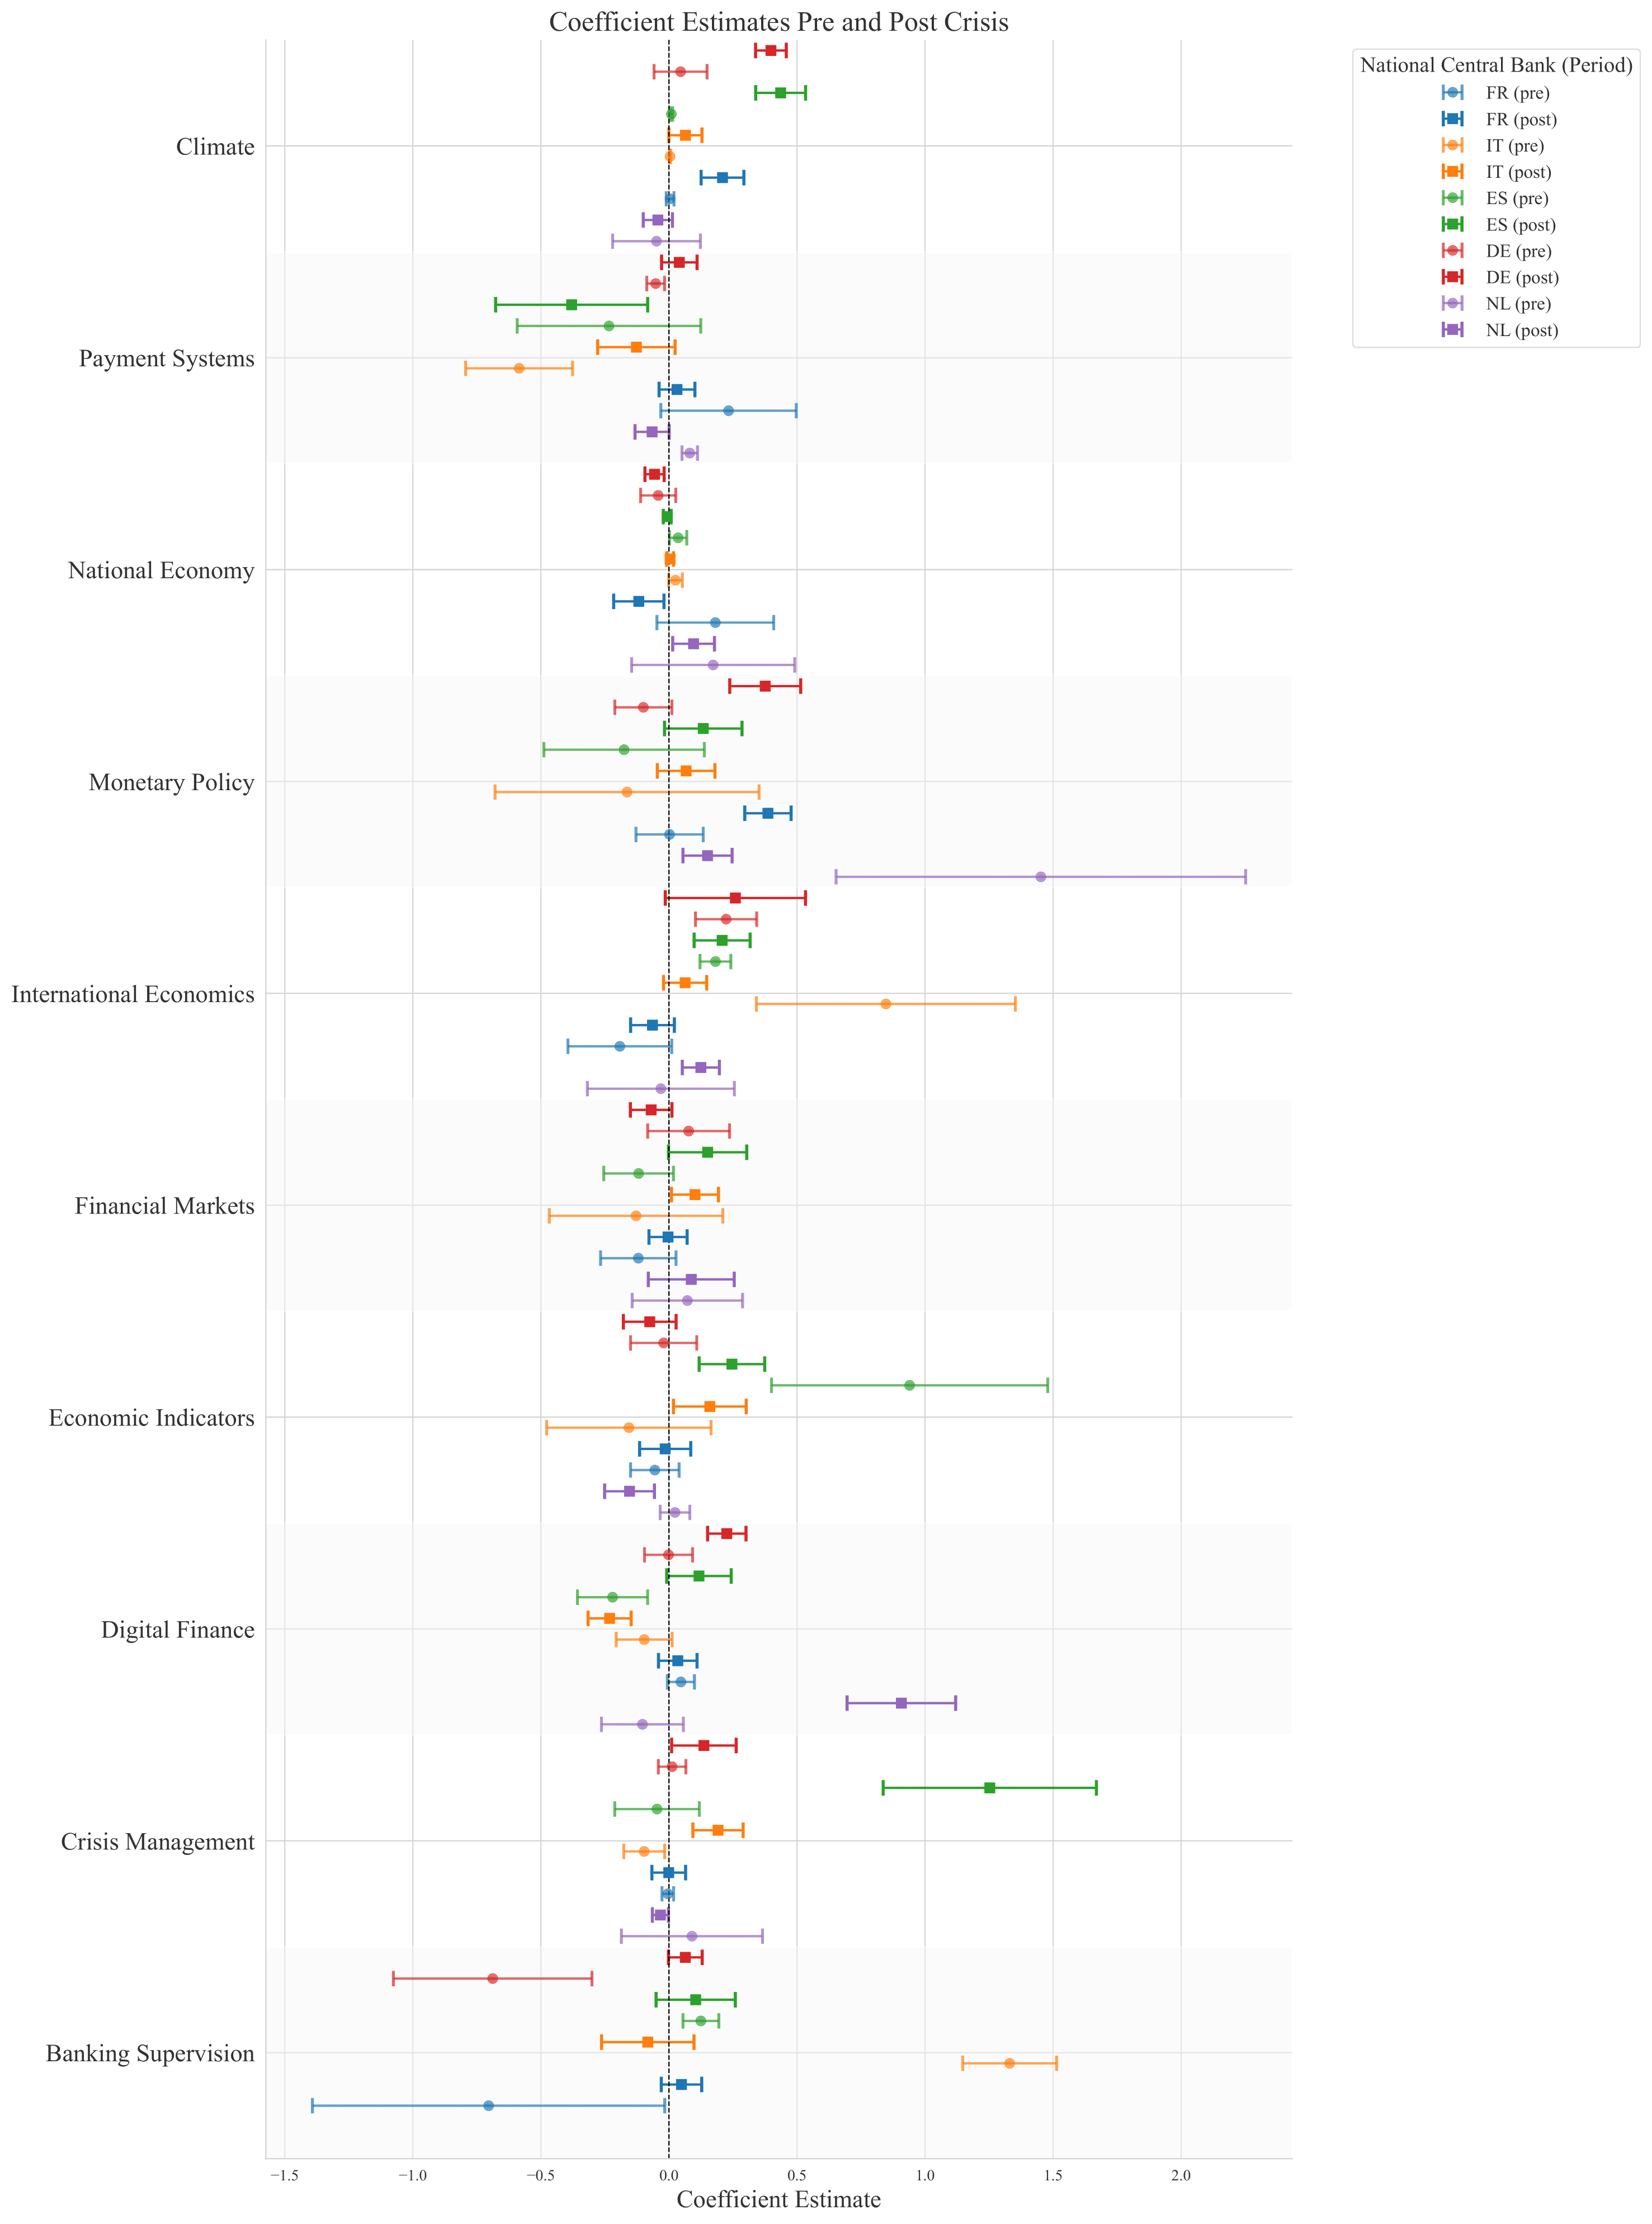 Coefficient Estimates Pre and Post Crisis
National Central Bank (Period)
FR (pre)
FR (post)
IT (pre)
IT (post)
ES (pre)
ES (post)
DE (pre)
DE (post)
NL (pre)
NL (post)
Climate
Payment Systems
National Economy
Monetary Policy
International Economics
Financial Markets
Economic Indicators
Digital Finance
Crisis Management
Banking Supervision
−1.5 −1.0 −0.5 0.0 0.5 1.0 1.5 2.0
Coefficient Estimate